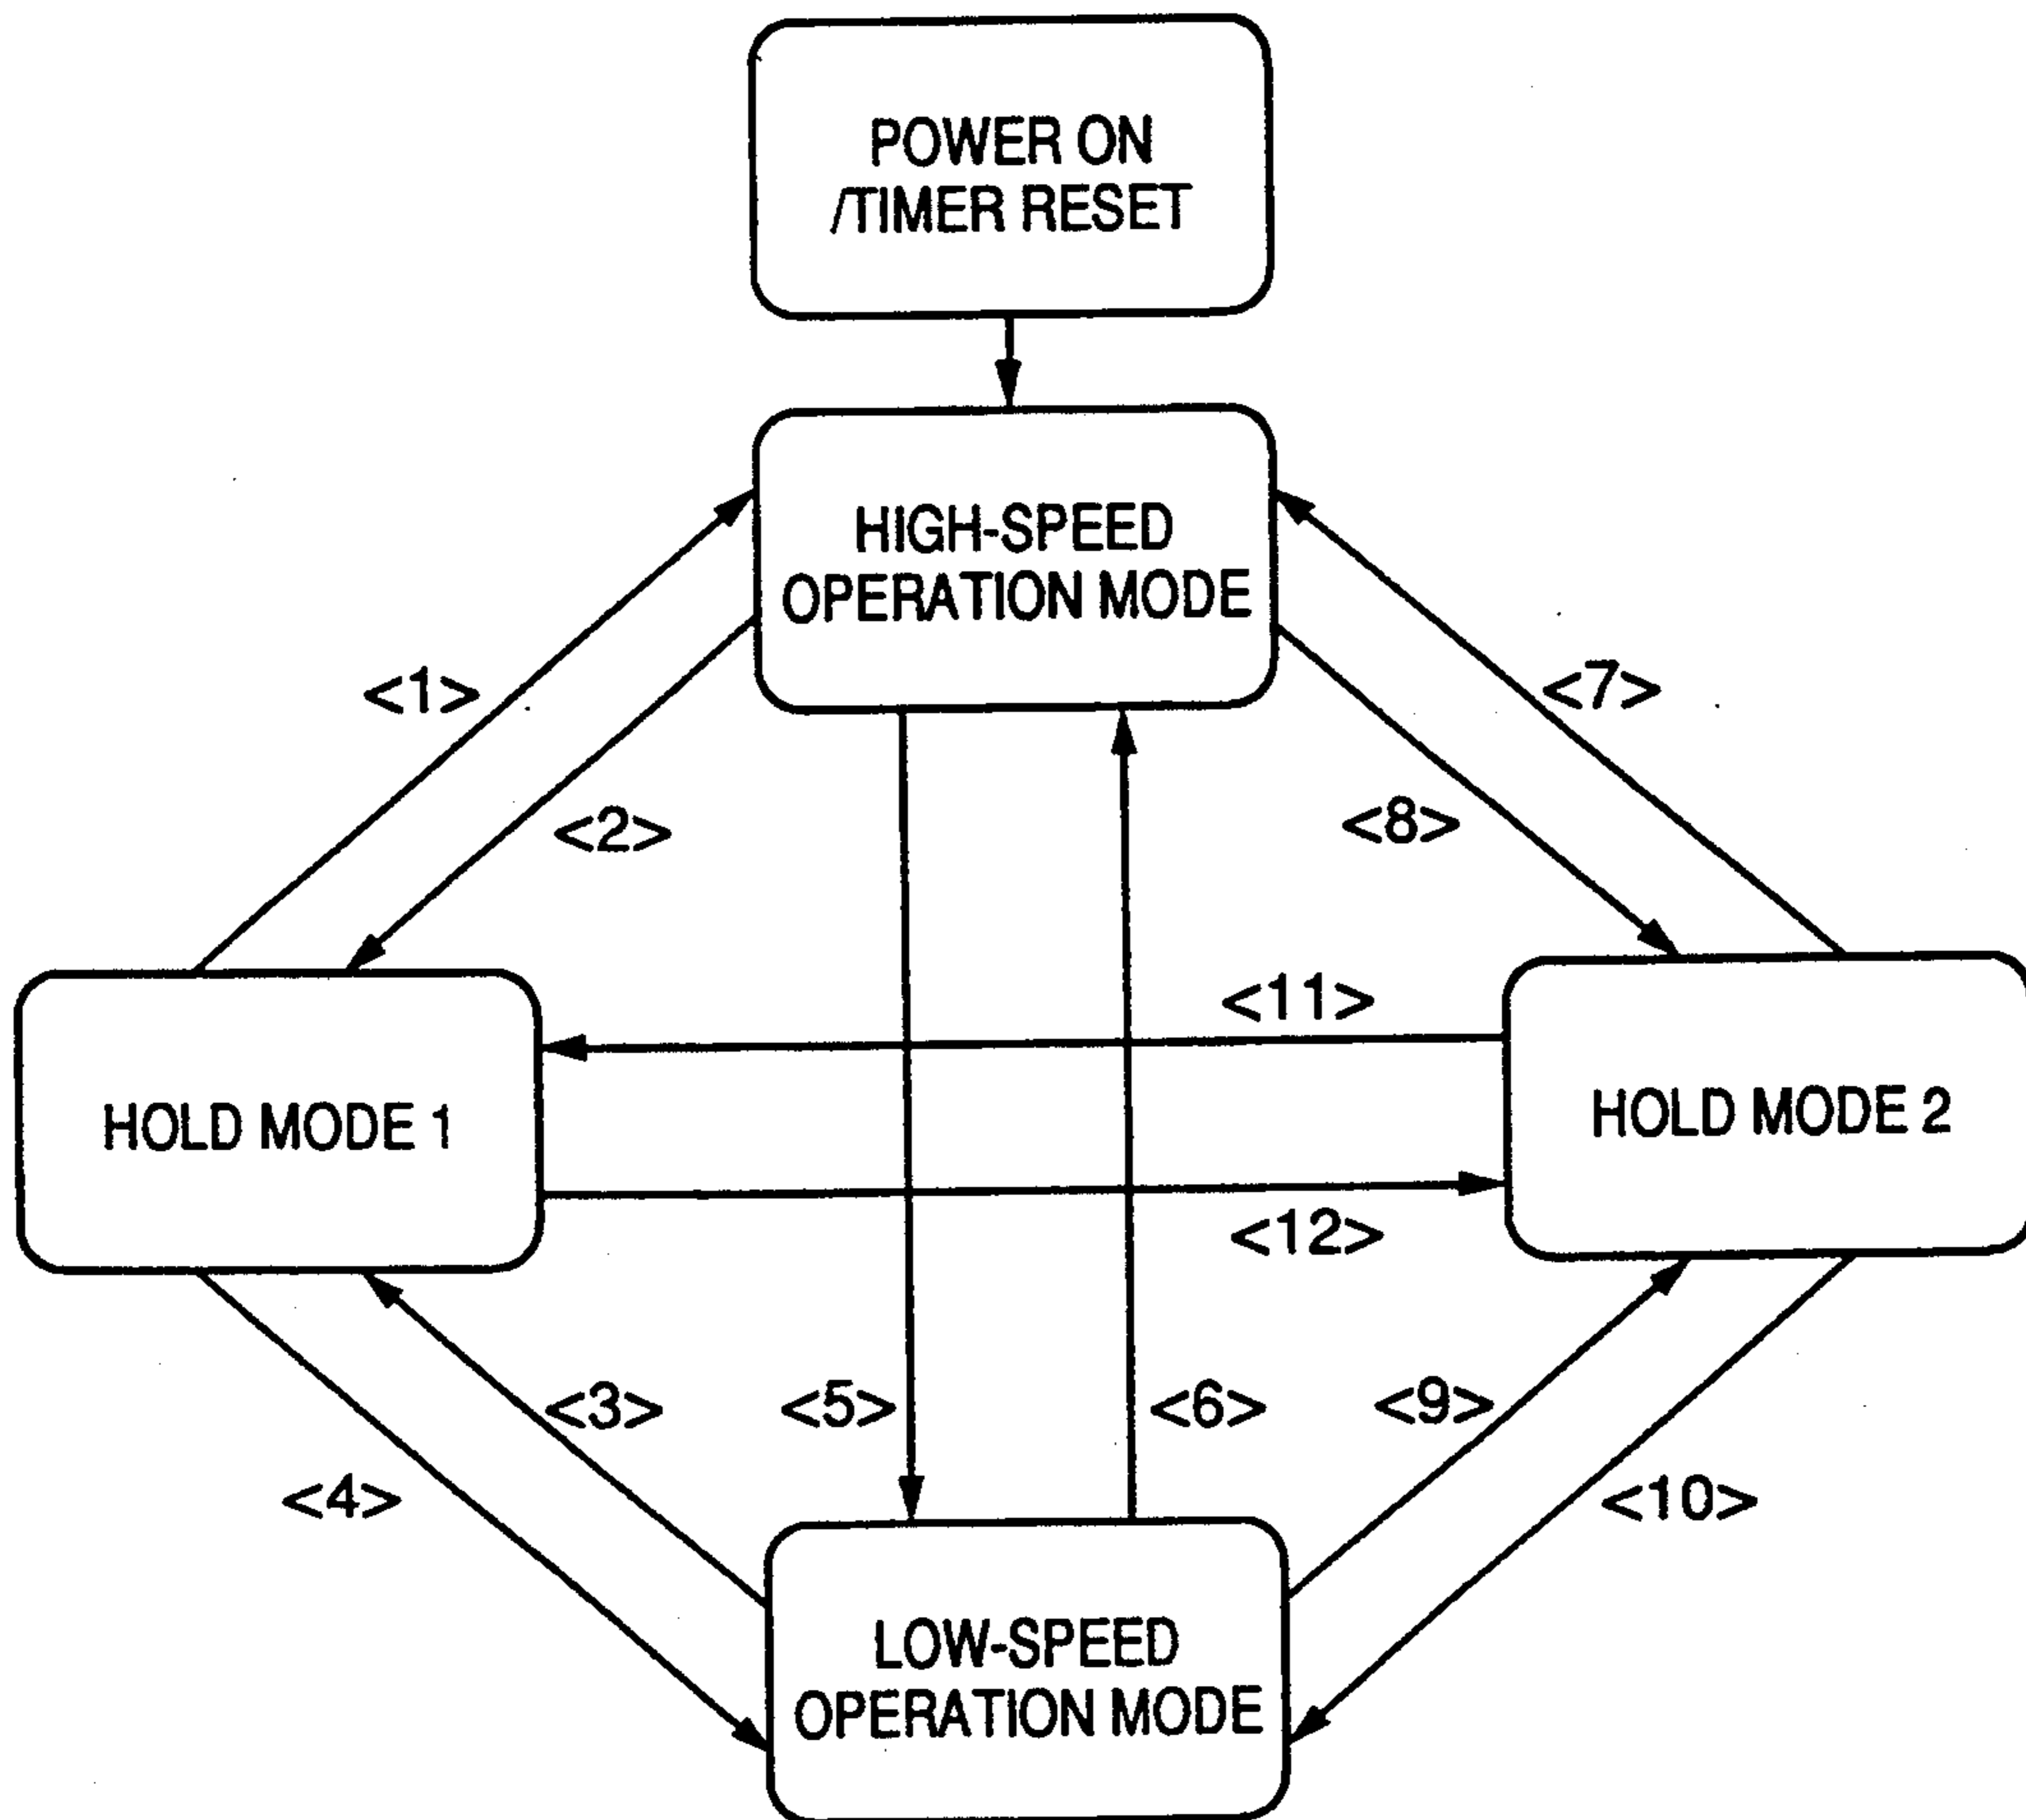 POWER ON
/TIMER RESET
HIGH-SPEED
OPERATION MODE
<1>
<7>
<2>
<8>
<11>
HOLD MODE 1
HOLD MODE 2
<12>
<3>
<5>
<6>
<9>
<4>
<10>
LOW-SPEED
OPERATION MODE